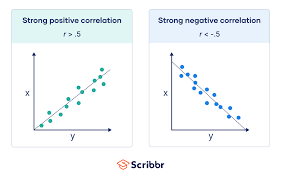 Strong positive correlation
r > .5
x
y
Strong negative correlation
r < -.5
x
y
Scribbr